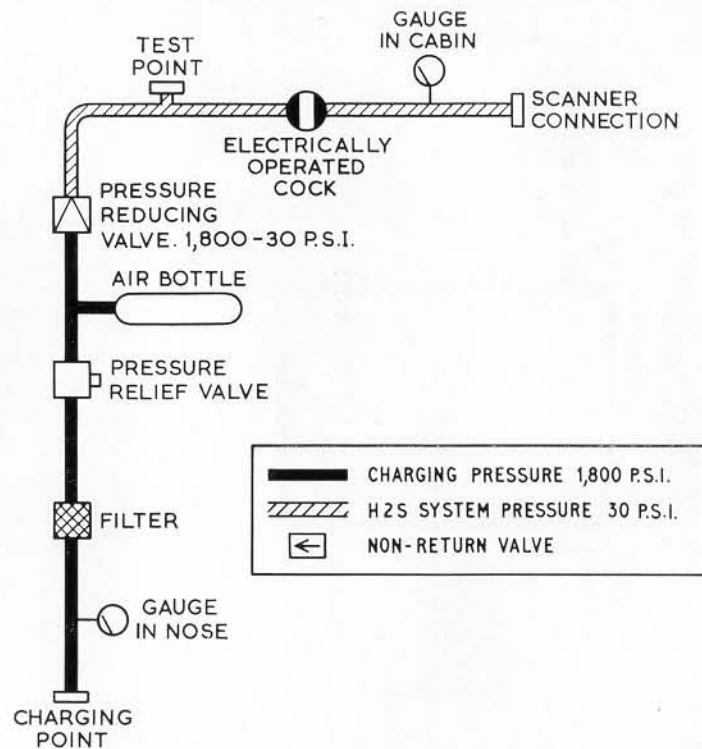 GAUGE
IN CABIN
TEST
POINT
SCANNER
CONNECTION
ELECTRICALLY
OPERATED
COCK
PRESSURE
REDUCING
VALVE. 1,800-30 P.S.I.
AIR BOTTLE
PRESSURE
RELIEF VALVE
CHARGING PRESSURE 1,800 P.S.I.
H2S SYSTEM PRESSURE 30 P.S.I.
NON-RETURN VALVE
FILTER
GAUGE
IN NOSE
CHARGING
POINT